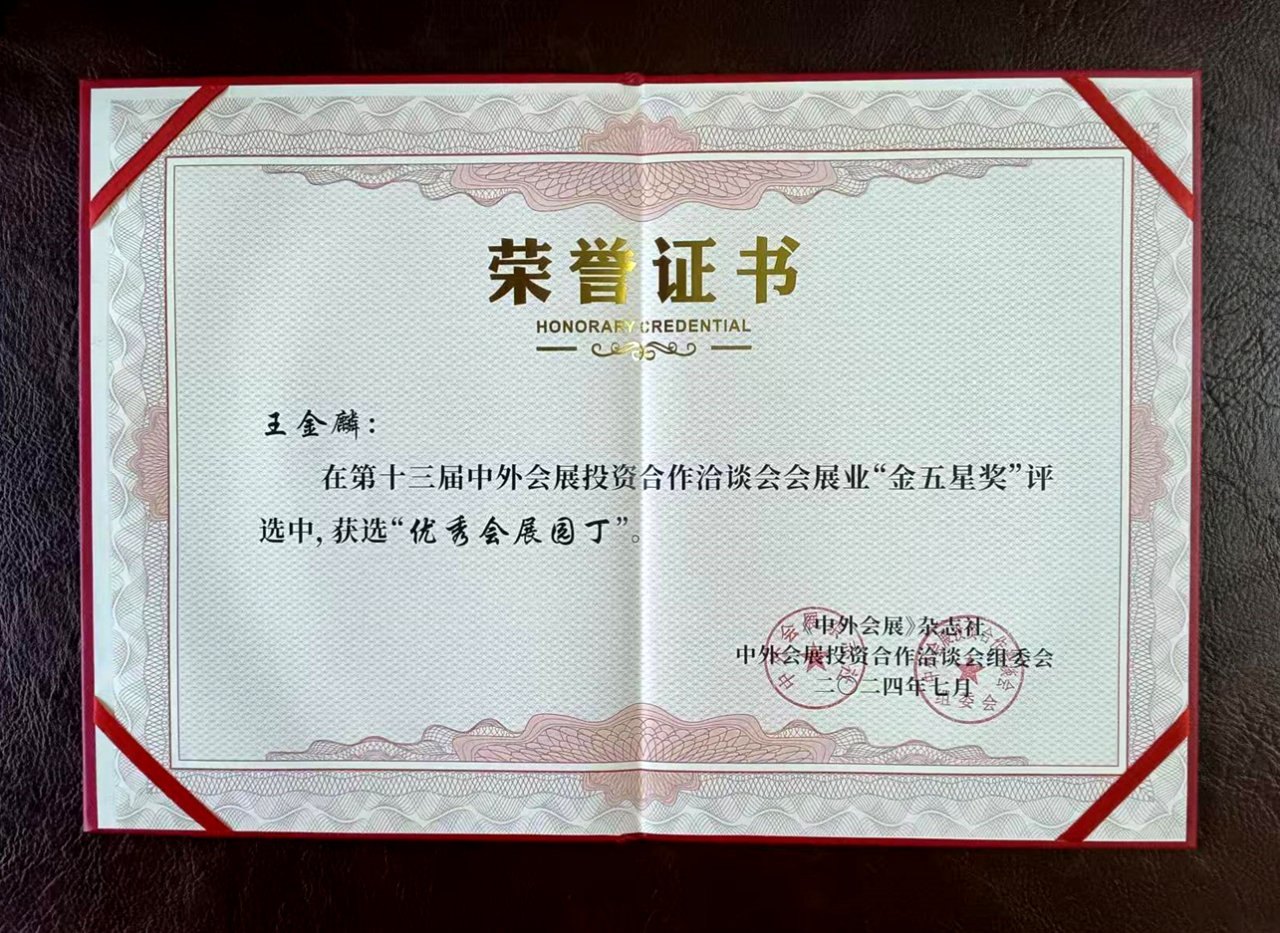 荣誉证书
HONORARY CREDENTIAL
王金麟：
在第十三届中外会展投资合作洽谈会会展业“金五星奖”评
选中，获选“优秀会展园丁”。
《中外会展》杂志社
中外会展投资合作洽谈会组委会
二〇二四年七月